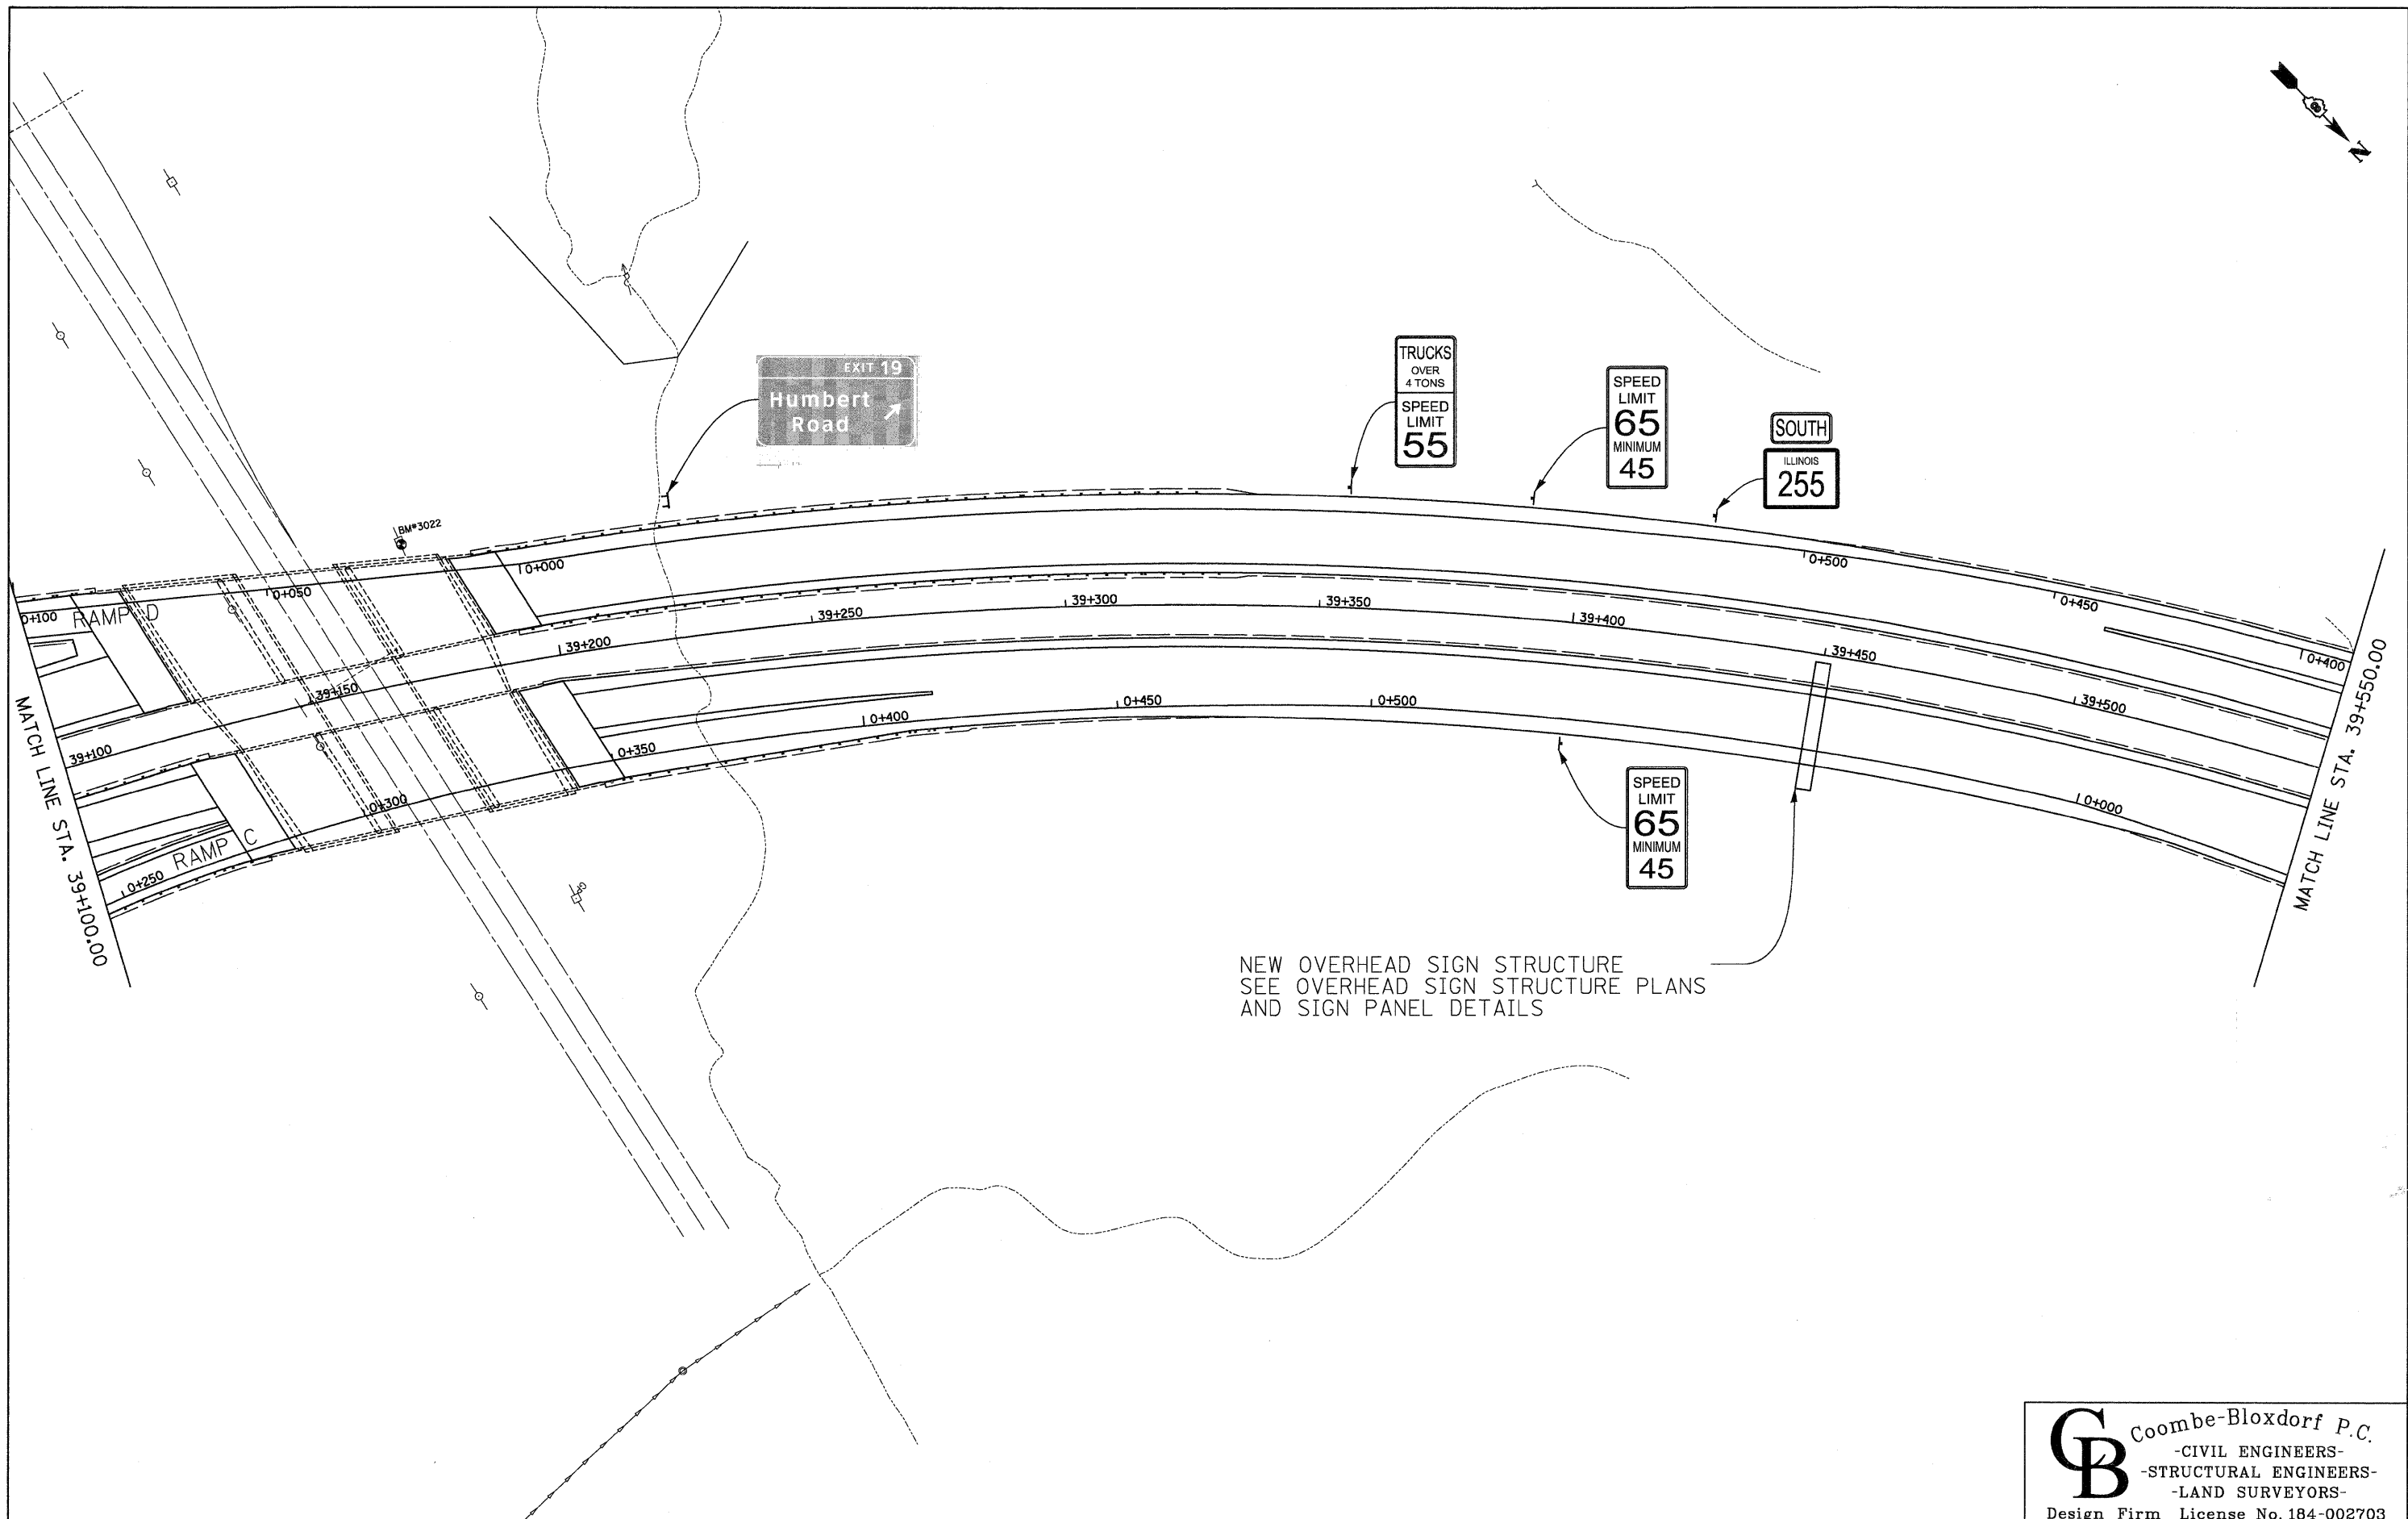 N
EXIT 19
Humbert
Road
TRUCKS
OVER
4 TONS
SPEED
LIMIT
55
SPEED
LIMIT
65
MINIMUM
45
SOUTH
ILLINOIS
255
BM#3022
0+100
RAMP D
0+050
0+000
0+500
0+450
0+400
39+100
39+150
39+200
39+250
39+300
39+350
39+400
39+450
39+500
0+250
RAMP C
0+300
0+350
0+400
0+450
0+500
0+000
MATCH LINE STA. 39+100.00
MATCH LINE STA. 39+550.00
SPEED
LIMIT
65
MINIMUM
45
NEW OVERHEAD SIGN STRUCTURE
SEE OVERHEAD SIGN STRUCTURE PLANS
AND SIGN PANEL DETAILS
CB
Coombe-Bloxdorf P.C.
-CIVIL ENGINEERS-
-STRUCTURAL ENGINEERS-
-LAND SURVEYORS-
Design Firm License No. 184-002703